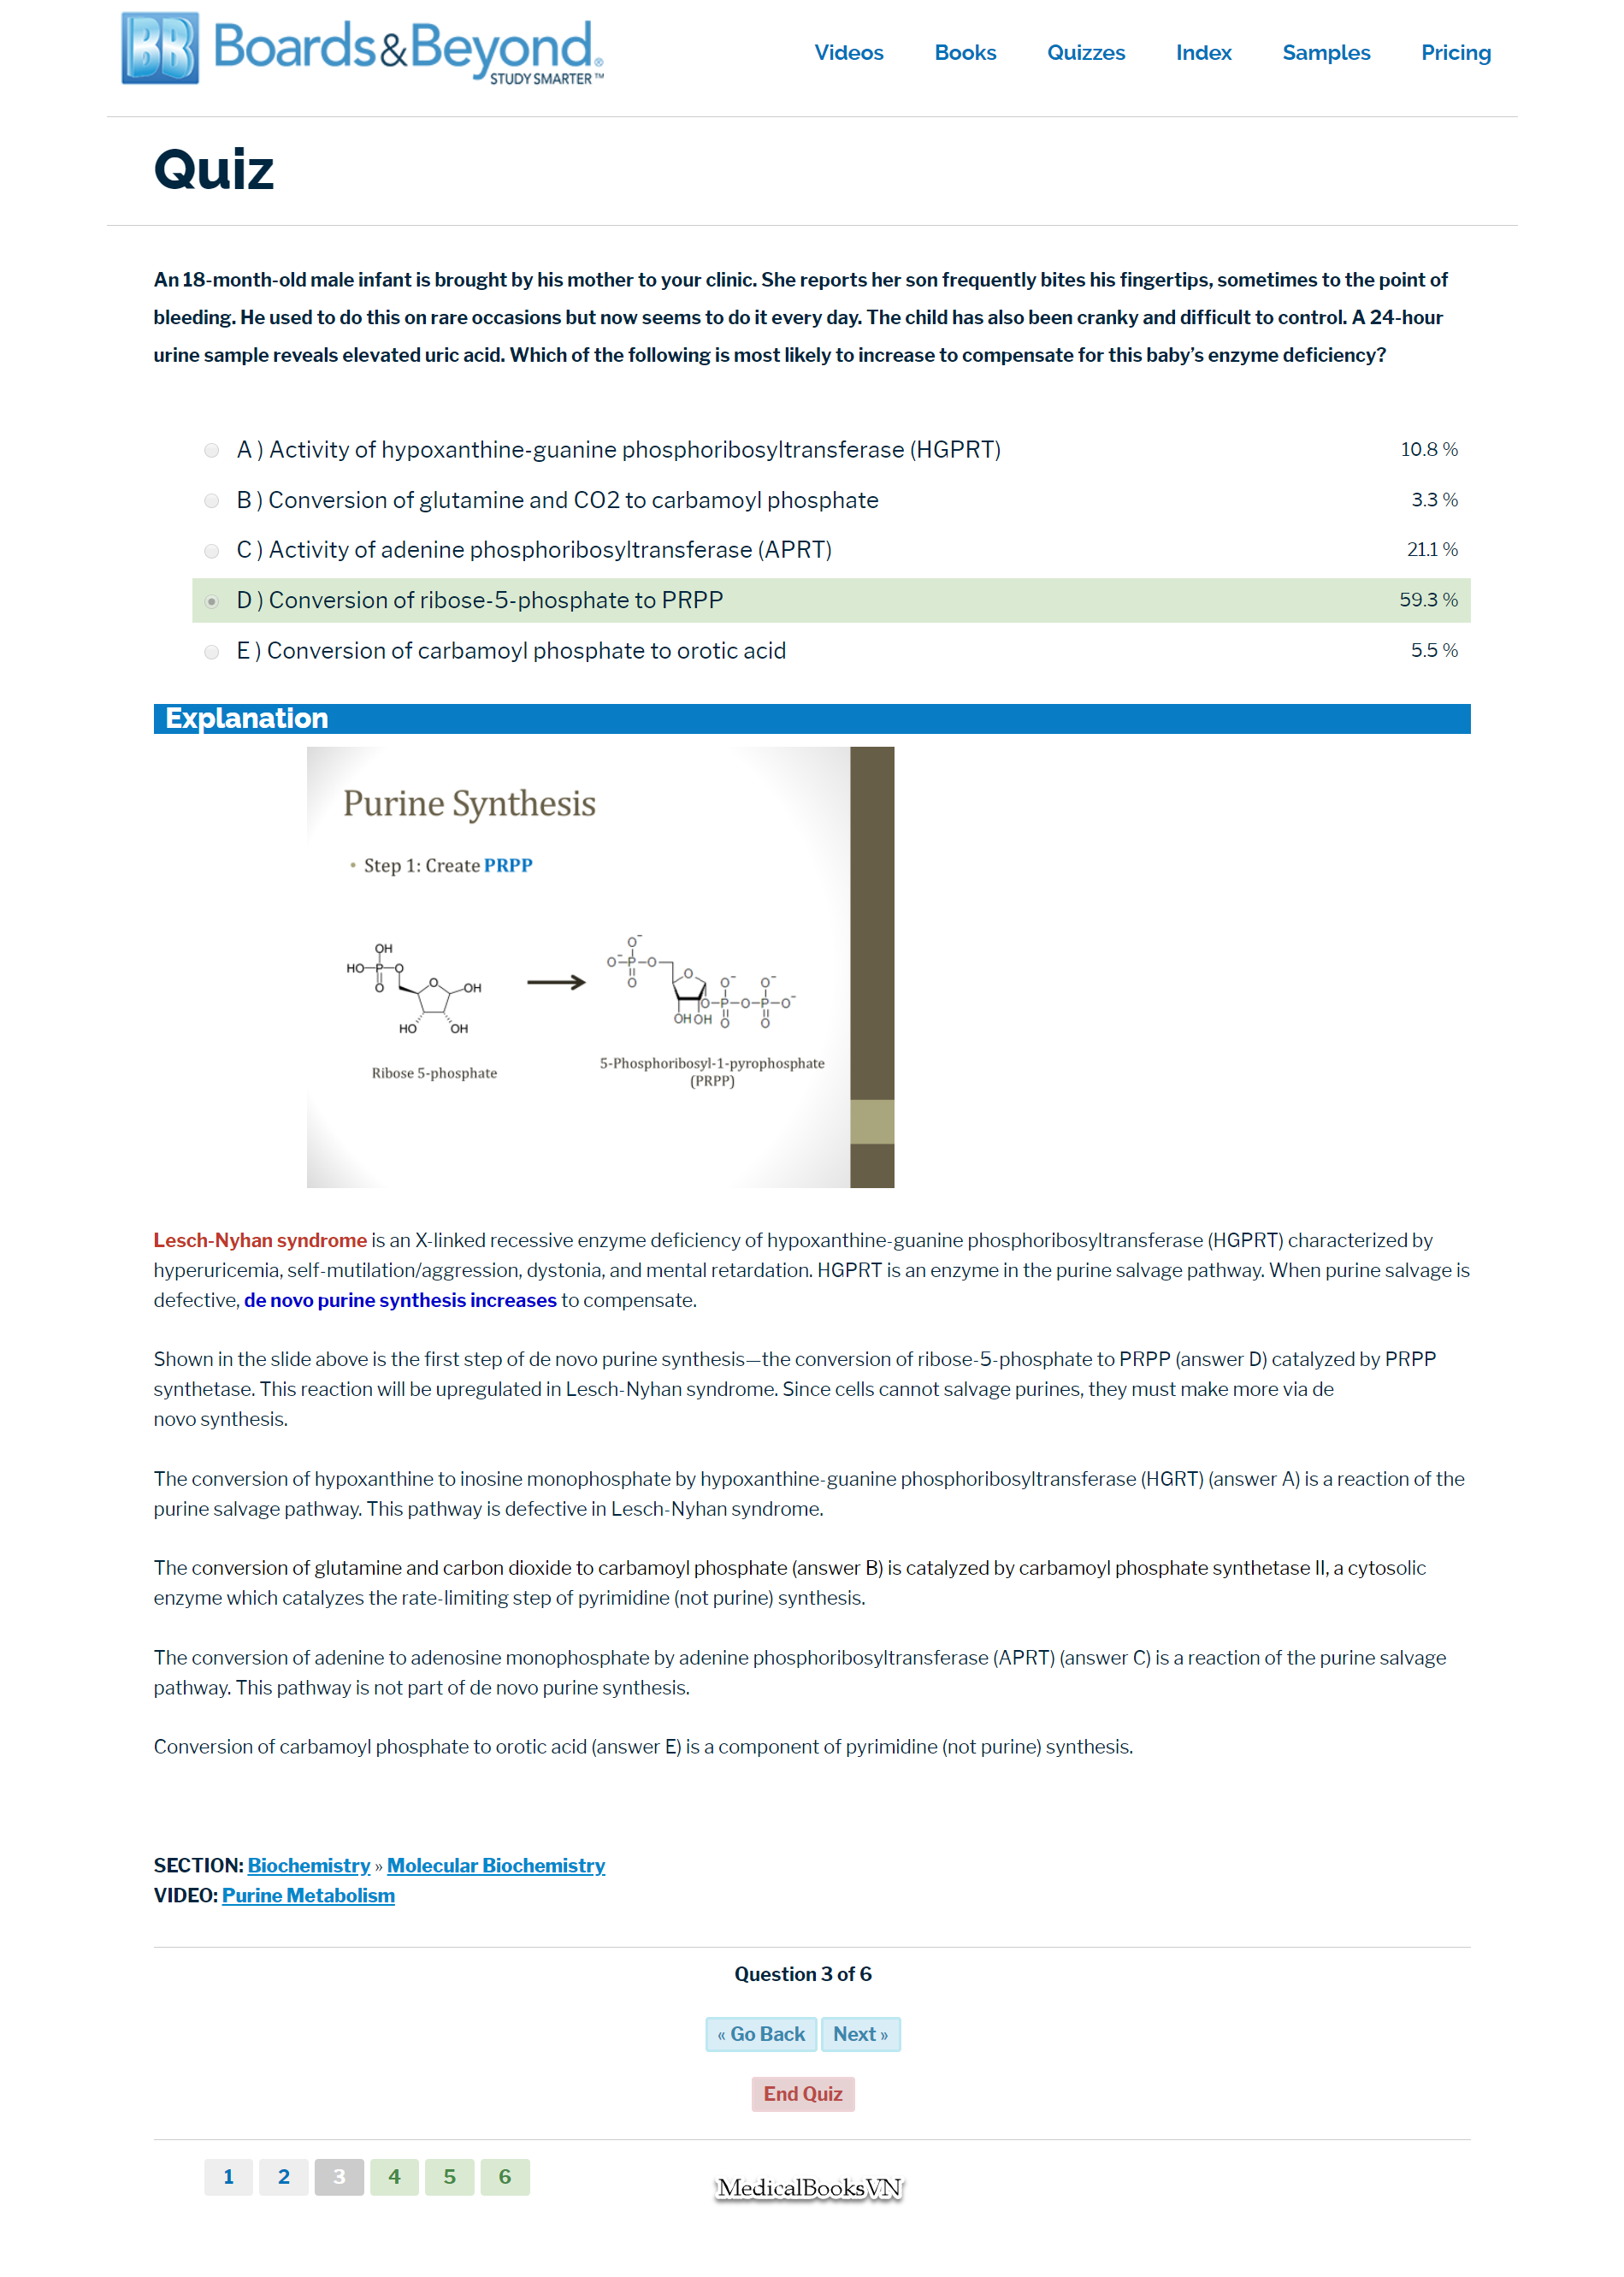 BB Boards&Beyond®
STUDY SMARTER™
Videos Books Quizzes Index Samples Pricing
Quiz
An 18-month-old male infant is brought by his mother to your clinic. She reports her son frequently bites his fingertips, sometimes to the point of
bleeding. He used to do this on rare occasions but now seems to do it every day. The child has also been cranky and difficult to control. A 24-hour
urine sample reveals elevated uric acid. Which of the following is most likely to increase to compensate for this baby’s enzyme deficiency?
A ) Activity of hypoxanthine-guanine phosphoribosyltransferase (HGPRT) 10.8 %
B ) Conversion of glutamine and CO2 to carbamoyl phosphate 3.3 %
C ) Activity of adenine phosphoribosyltransferase (APRT) 21.1 %
D ) Conversion of ribose-5-phosphate to PRPP 59.3 %
E ) Conversion of carbamoyl phosphate to orotic acid 5.5 %
Explanation
Purine Synthesis
• Step 1: Create PRPP
OH
HO P O
O
O
OH
HO OH
Ribose 5-phosphate
O⁻
O⁻ P O
O
O
O⁻ O⁻
O P O P O⁻
OH OH O O
5-Phosphoribosyl-1-pyrophosphate
(PRPP)
Lesch-Nyhan syndrome is an X-linked recessive enzyme deficiency of hypoxanthine-guanine phosphoribosyltransferase (HGPRT) characterized by
hyperuricemia, self-mutilation/aggression, dystonia, and mental retardation. HGPRT is an enzyme in the purine salvage pathway. When purine salvage is
defective, de novo purine synthesis increases to compensate.
Shown in the slide above is the first step of de novo purine synthesis—the conversion of ribose-5-phosphate to PRPP (answer D) catalyzed by PRPP
synthetase. This reaction will be upregulated in Lesch-Nyhan syndrome. Since cells cannot salvage purines, they must make more via de
novo synthesis.
The conversion of hypoxanthine to inosine monophosphate by hypoxanthine-guanine phosphoribosyltransferase (HGRT) (answer A) is a reaction of the
purine salvage pathway. This pathway is defective in Lesch-Nyhan syndrome.
The conversion of glutamine and carbon dioxide to carbamoyl phosphate (answer B) is catalyzed by carbamoyl phosphate synthetase II, a cytosolic
enzyme which catalyzes the rate-limiting step of pyrimidine (not purine) synthesis.
The conversion of adenine to adenosine monophosphate by adenine phosphoribosyltransferase (APRT) (answer C) is a reaction of the purine salvage
pathway. This pathway is not part of de novo purine synthesis.
Conversion of carbamoyl phosphate to orotic acid (answer E) is a component of pyrimidine (not purine) synthesis.
SECTION: Biochemistry » Molecular Biochemistry
VIDEO: Purine Metabolism
Question 3 of 6
« Go Back Next »
End Quiz
1 2 3 4 5 6
MedicalBooksVN